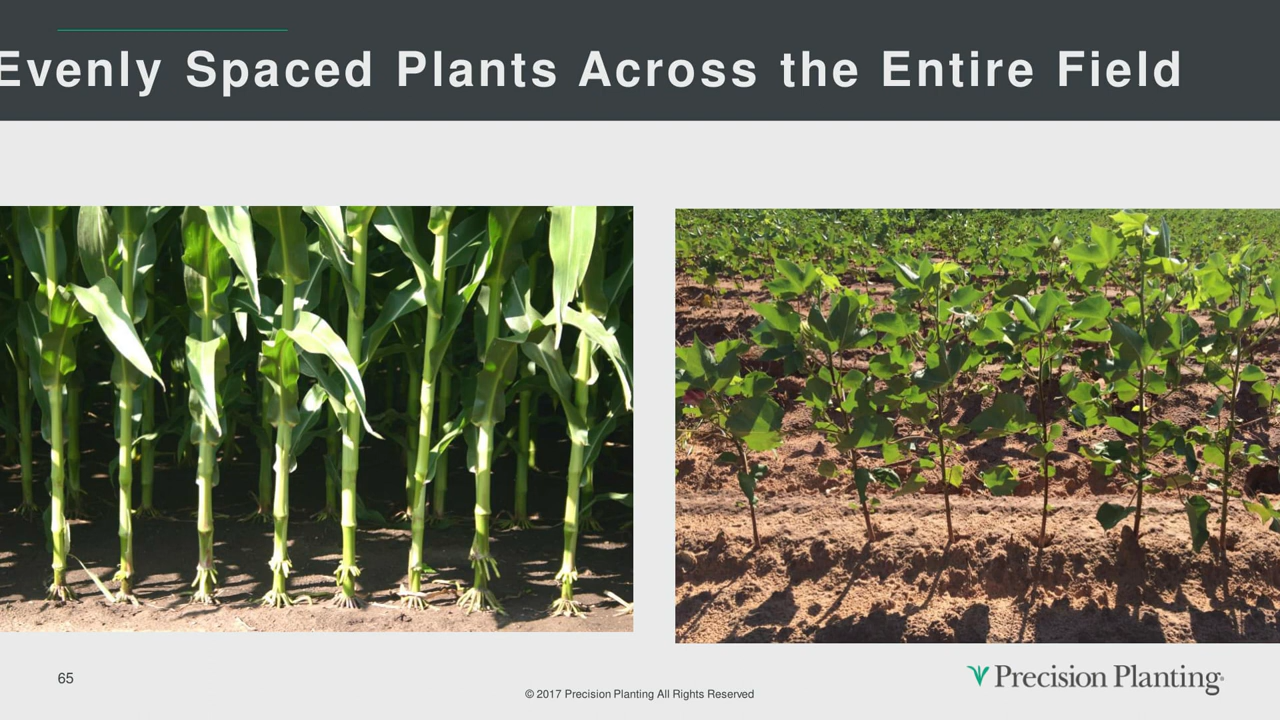 Evenly Spaced Plants Across the Entire Field
65
© 2017 Precision Planting All Rights Reserved
Precision Planting®